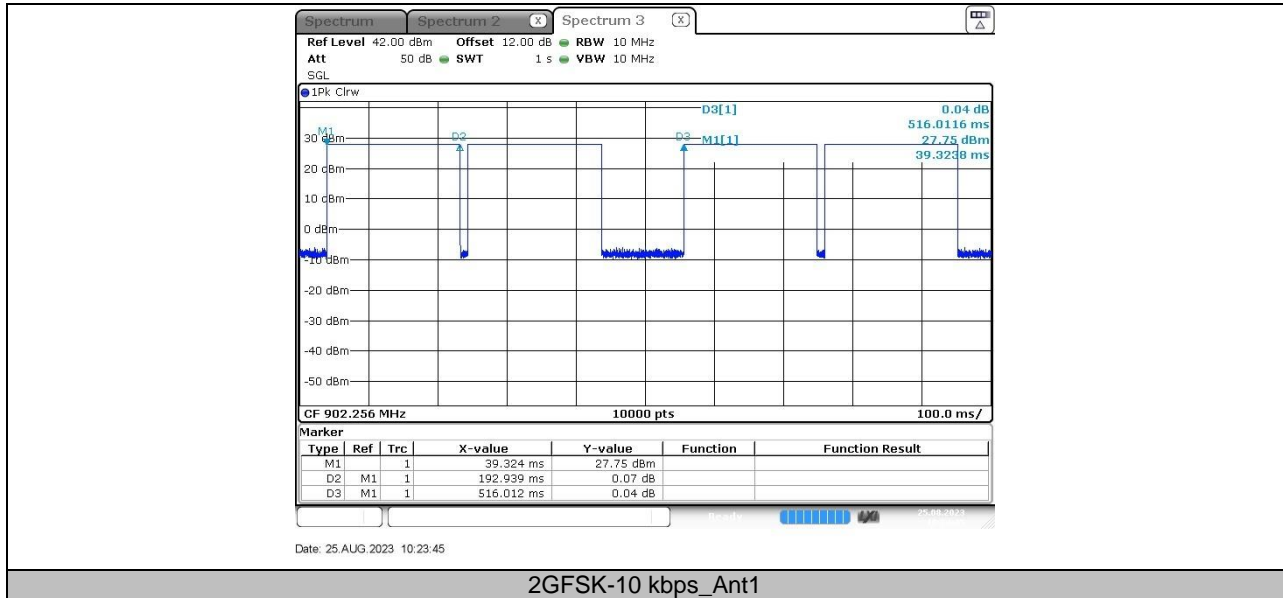 Spectrum Spectrum 2 X Spectrum 3 X
Ref Level 42.00 dBm Offset 12.00 dB RBW 10 MHz
Att 50 dB SWT 1 s VBW 10 MHz
SGL
1Pk Clrw
D3[1] 0.04 dB
516.0116 ms
M1 D2 D3 M1[1] 27.75 dBm
30 dBm
39.3238 ms
20 dBm
10 dBm
0 dBm
-10 dBm
-20 dBm
-30 dBm
-40 dBm
-50 dBm
CF 902.256 MHz 10000 pts 100.0 ms/
Marker
Type Ref Trc X-value Y-value Function Function Result
M1 1 39.324 ms 27.75 dBm
D2 M1 1 192.939 ms 0.07 dB
D3 M1 1 516.012 ms 0.04 dB
Ready 25.08.2023
Date: 25.AUG.2023 10:23:45
2GFSK-10 kbps_Ant1